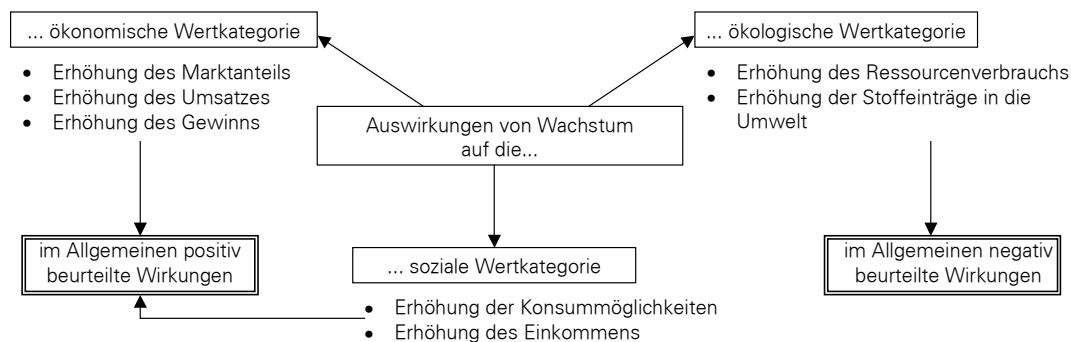 ... ökonomische Wertkategorie
• Erhöhung des Marktanteils
• Erhöhung des Umsatzes
• Erhöhung des Gewinns
Auswirkungen von Wachstum
auf die...
... ökologische Wertkategorie
• Erhöhung des Ressourcenverbrauchs
• Erhöhung der Stoffeinträge in die
Umwelt
im Allgemeinen positiv
beurteilte Wirkungen
... soziale Wertkategorie
• Erhöhung der Konsummöglichkeiten
• Erhöhung des Einkommens
im Allgemeinen negativ
beurteilte Wirkungen